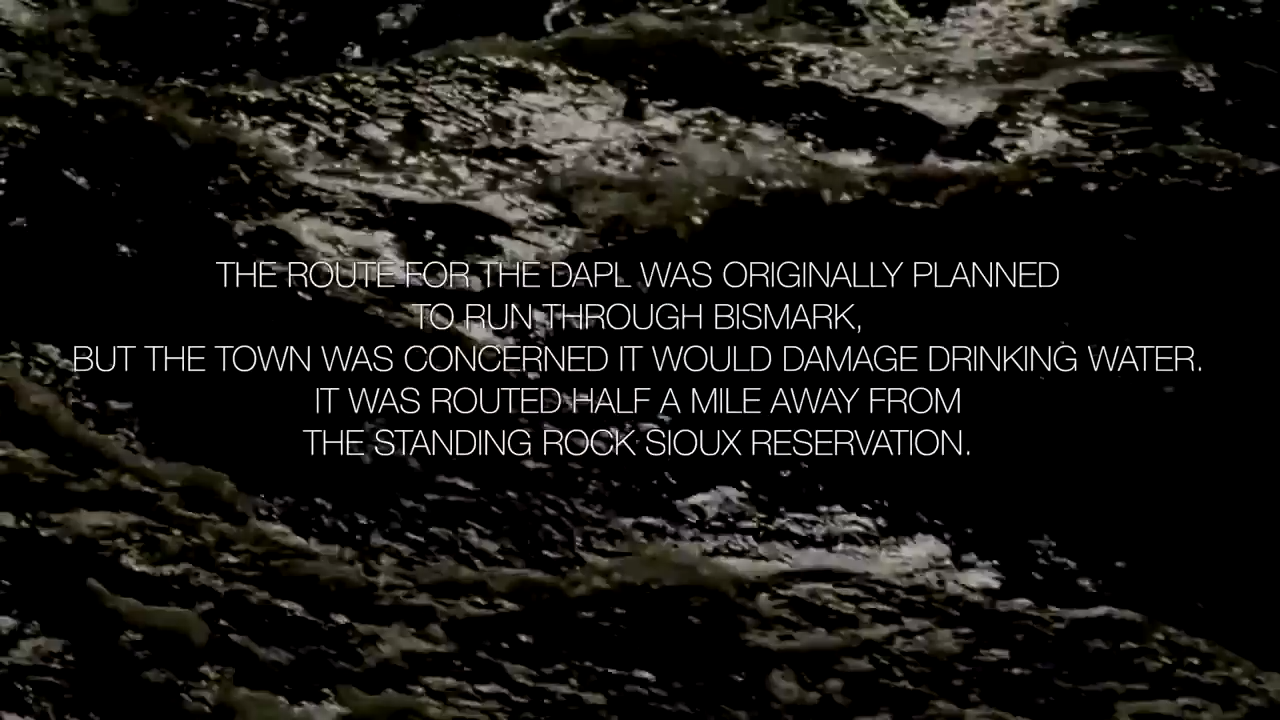 THE ROUTE FOR THE DAPL WAS ORIGINALLY PLANNED
TO RUN THROUGH BISMARK,
BUT THE TOWN WAS CONCERNED IT WOULD DAMAGE DRINKING WATER.
IT WAS ROUTED HALF A MILE AWAY FROM
THE STANDING ROCK SIOUX RESERVATION.